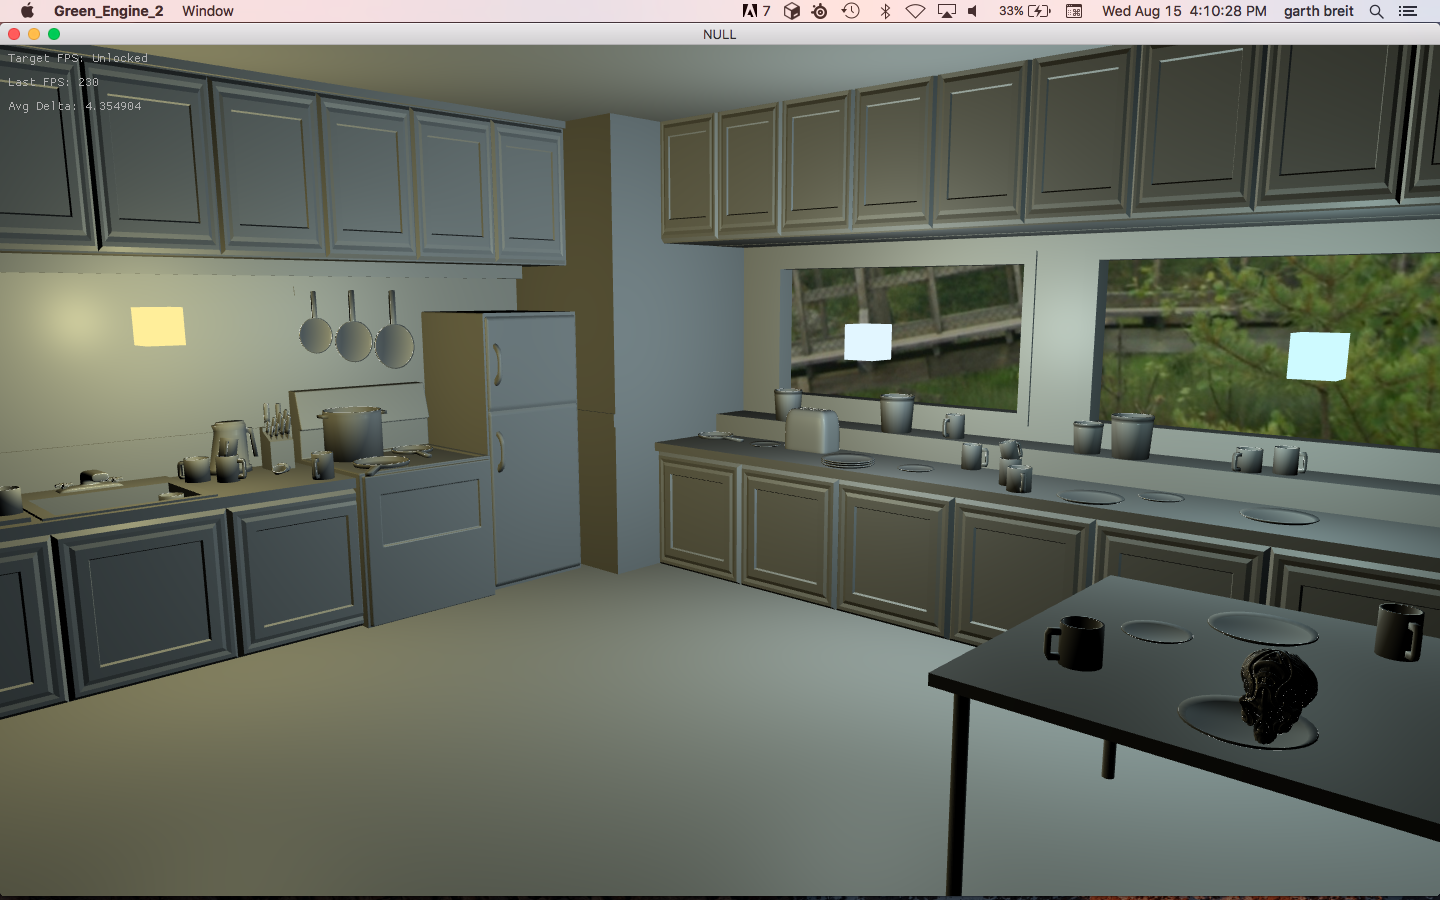 Green_Engine_2 Window 7 33% Wed Aug 15 4:10:28 PM garth breit
NULL
Target FPS: Unlocked
Last FPS: 230
Avg Delta: 4.354904